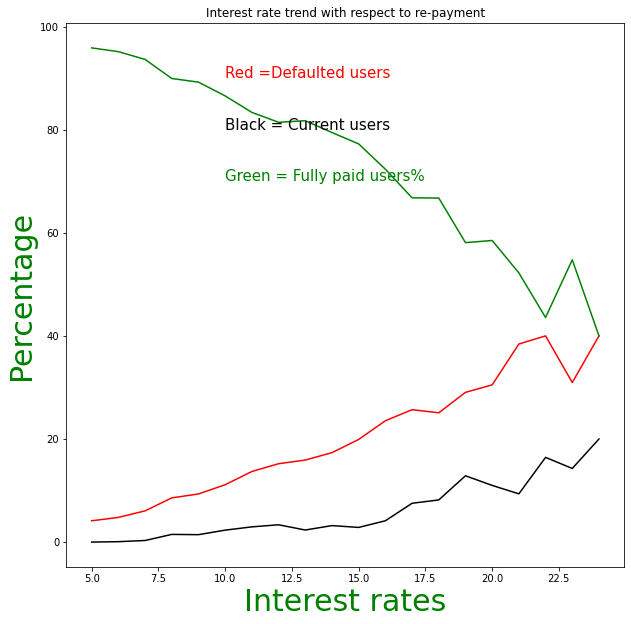 Interest rate trend with respect to re-payment
100
80
60
40
20
0
Percentage
Red =Defaulted users
Black = Current users
Green = Fully paid users%
5.0 7.5 10.0 12.5 15.0 17.5 20.0 22.5
Interest rates